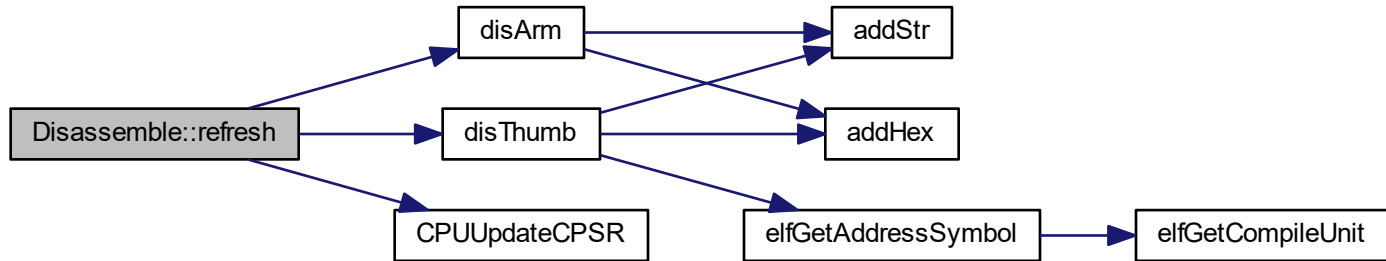 Disassemble::refresh
disArm
disThumb
CPUUpdateCPSR
addStr
addHex
elfGetAddressSymbol
elfGetCompileUnit